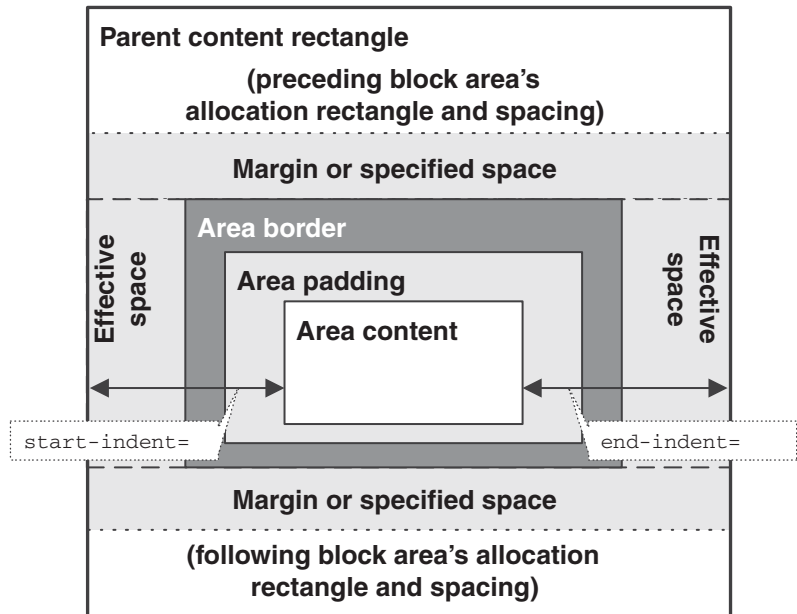 Parent content rectangle
(preceding block area's
allocation rectangle and spacing)
Margin or specified space
Area border
Effective
space
Area padding
Area content
Effective
space
start-indent=
end-indent=
Margin or specified space
(following block area's allocation
rectangle and spacing)